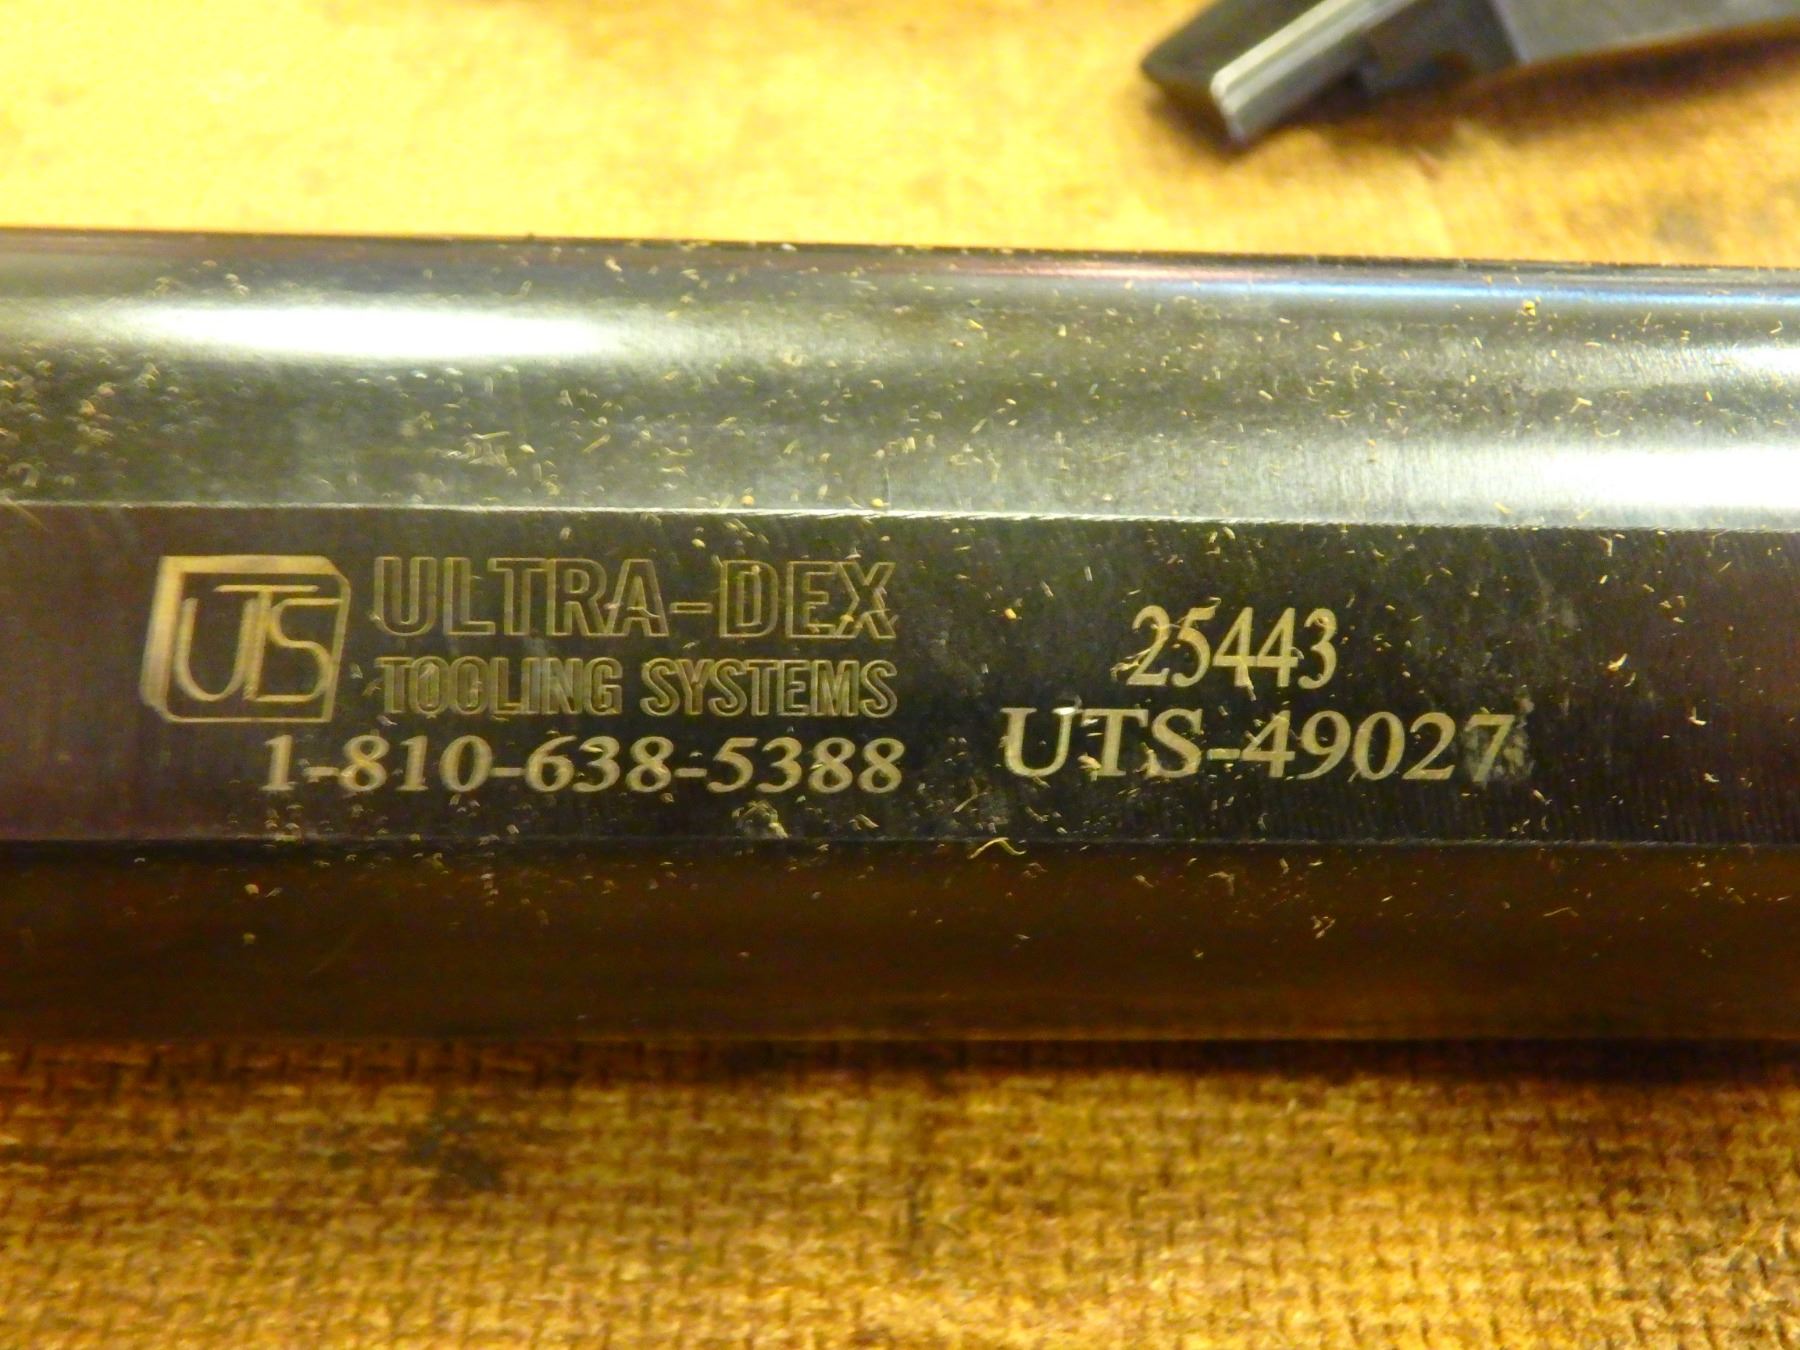 UTS ULTRA-DEX
TOOLING SYSTEMS
1-810-638-5388
25443
UTS-49027